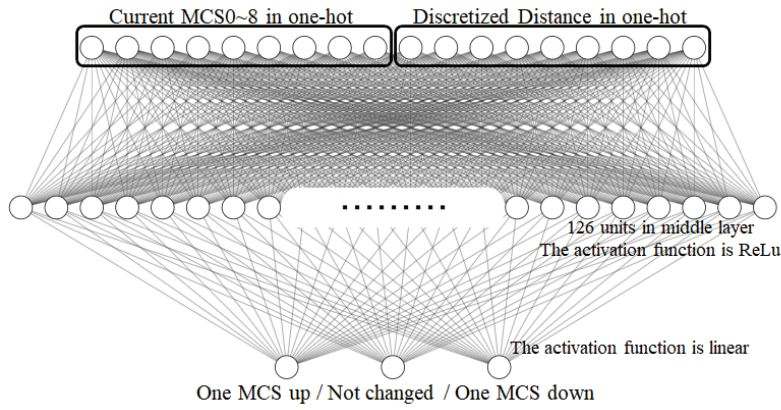 Current MCS0~8 in one-hot
Discretized Distance in one-hot
.........
126 units in middle layer
The activation function is ReLu
The activation function is linear
One MCS up / Not changed / One MCS down